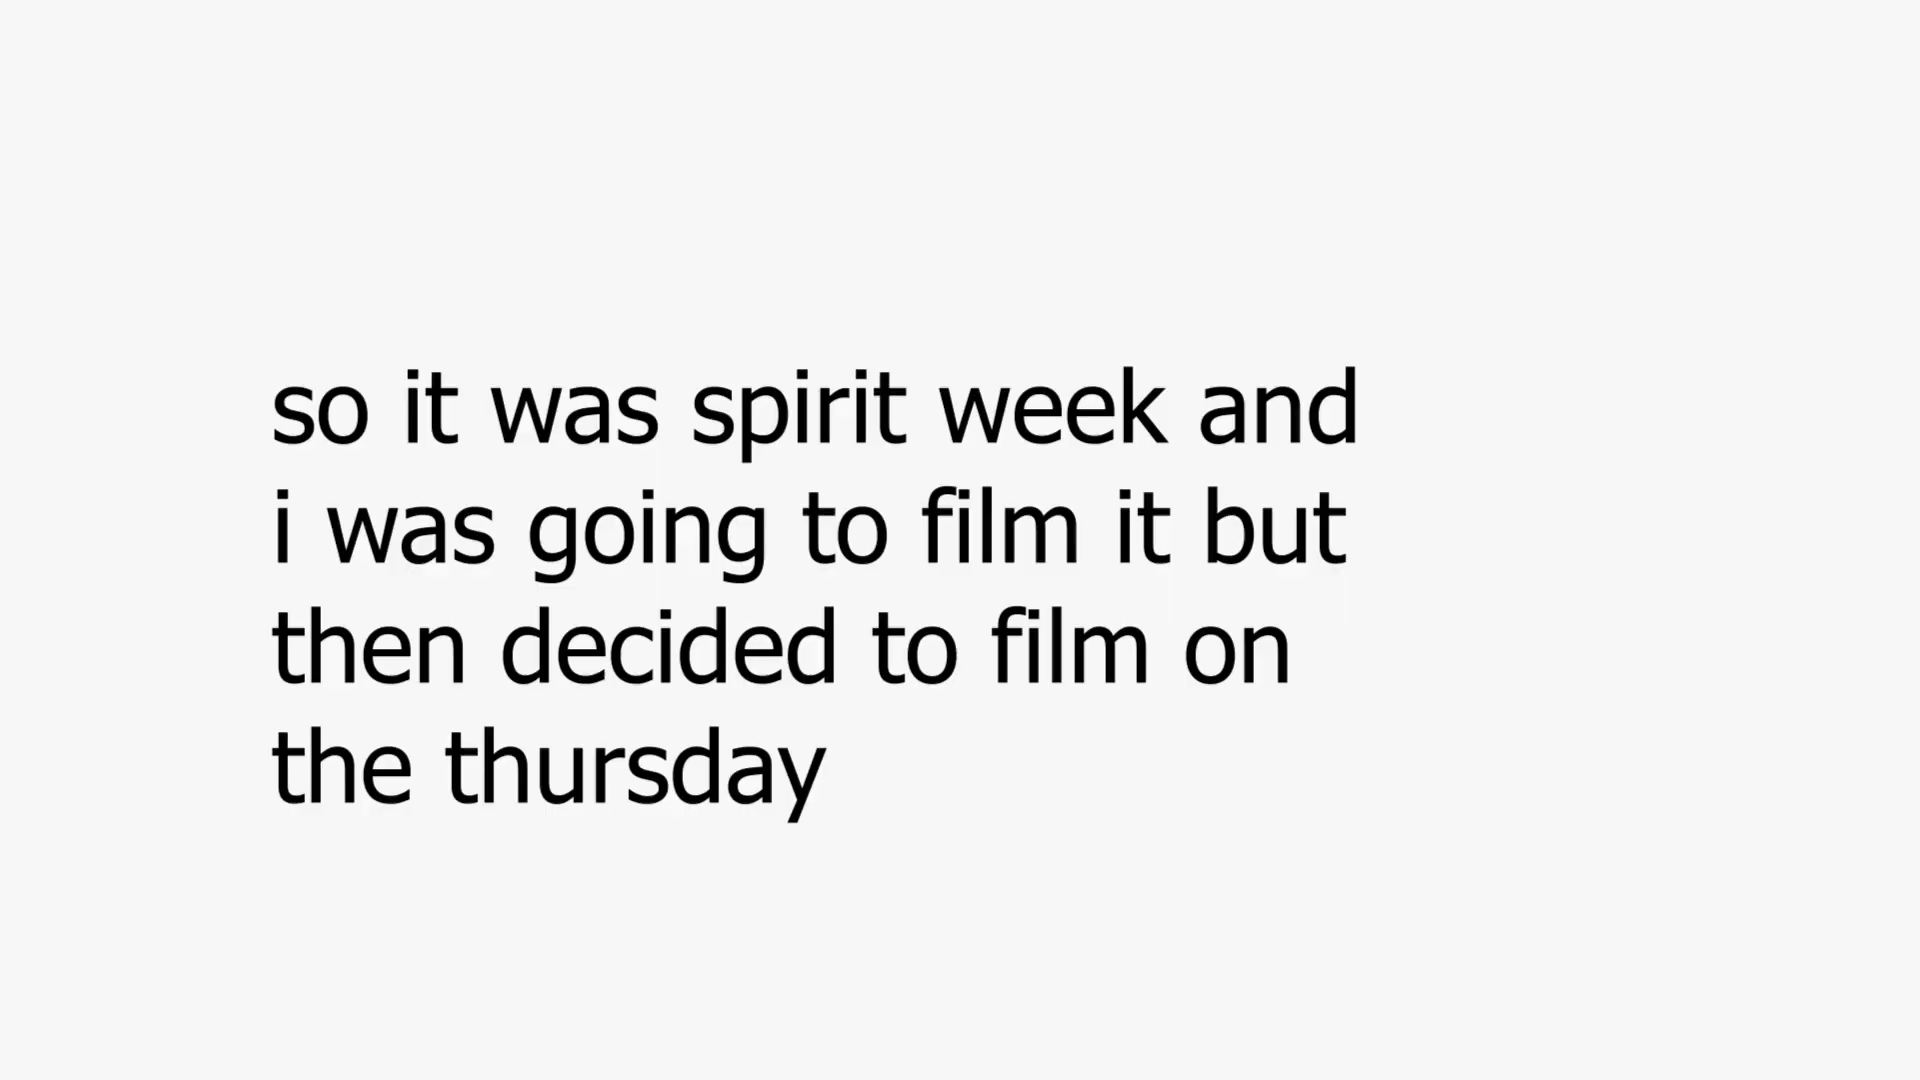 so it was spirit week and
i was going to film it but
then decided to film on
the thursday